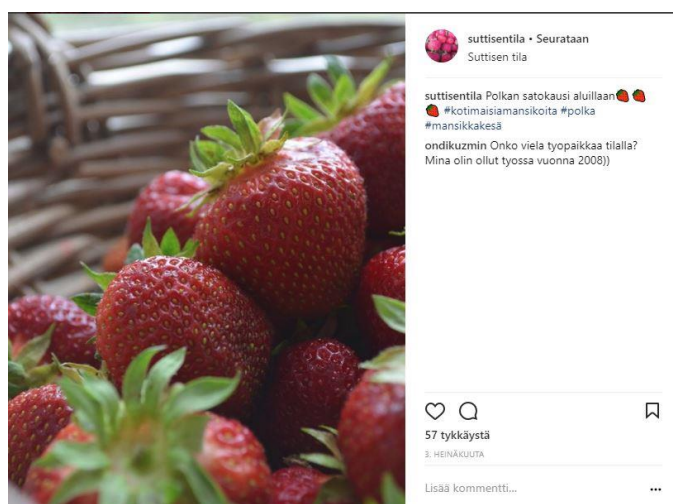 suttisentila • Seurataan
Suttisen tila
suttisentila Polkan satokausi aluillaan🍓🍓
🍓 #kotimaisiamansikoita #polka
#mansikkakesä
ondikuzmin Onko viela tyopaikkaa tilalla?
Mina olin ollut tyossa vuonna 2008))
57 tykkäystä
3. HEINÄKUUTA
Lisää kommentti...